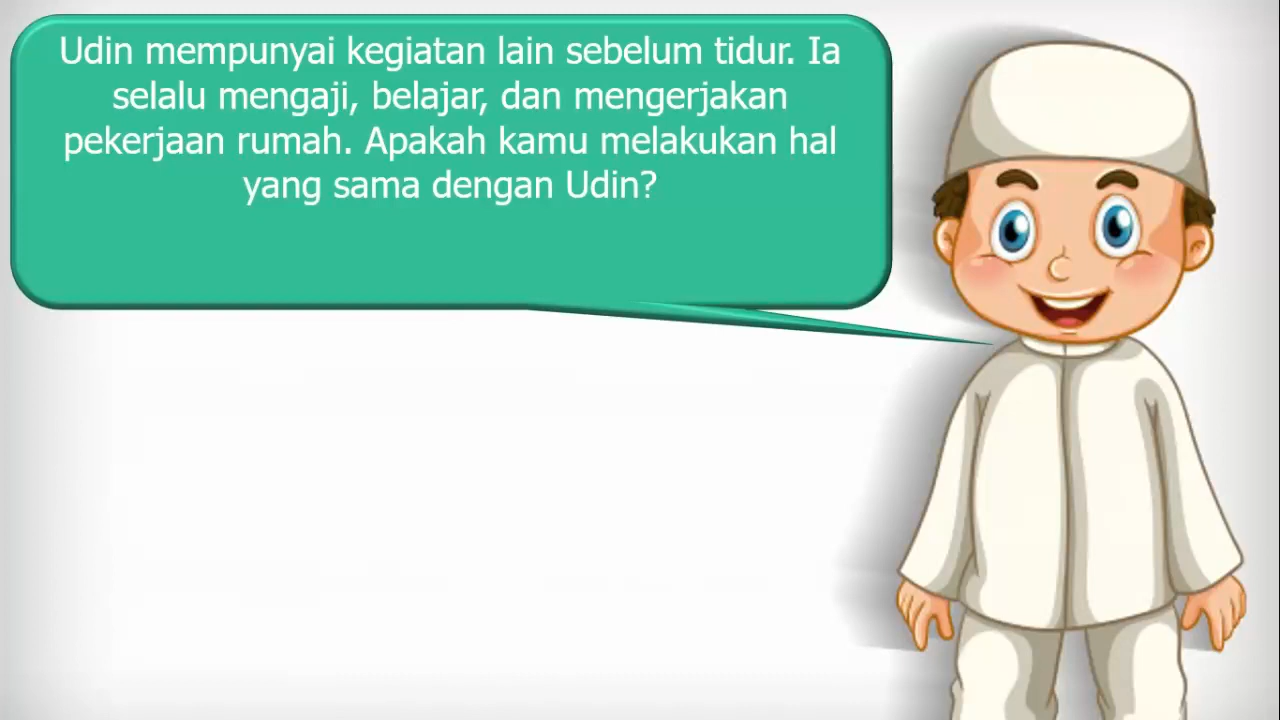 Udin mempunyai kegiatan lain sebelum tidur. Ia
selalu mengaji, belajar, dan mengerjakan
pekerjaan rumah. Apakah kamu melakukan hal
yang sama dengan Udin?